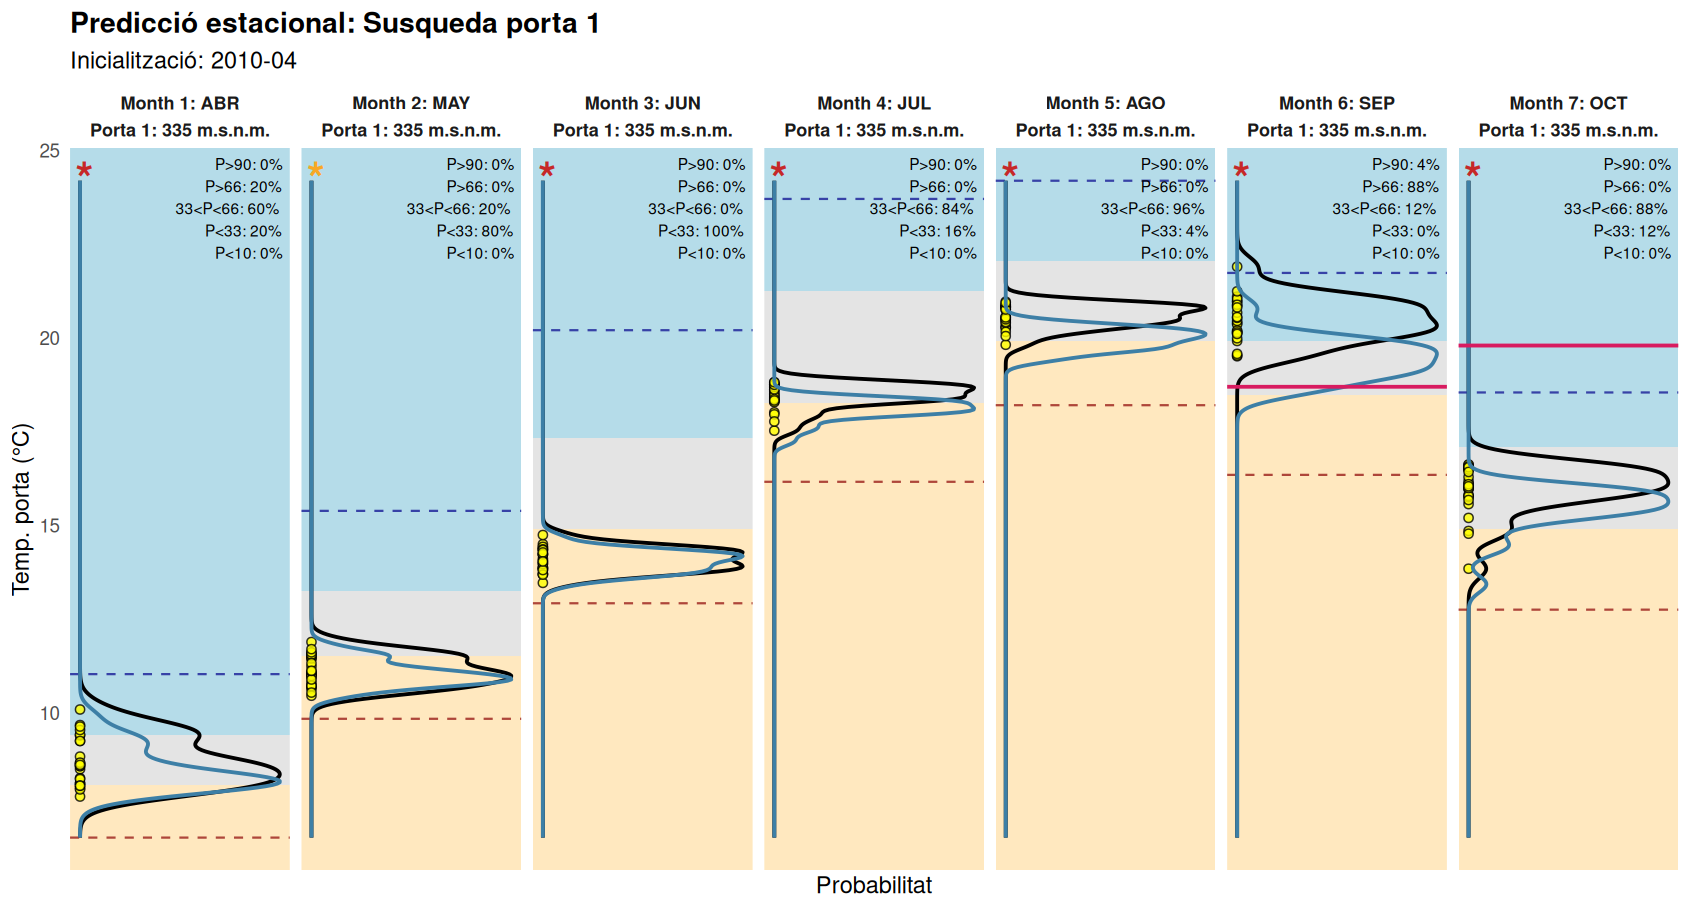 Predicció estacional: Susqueda porta 1
Inicialització: 2010-04
Month 1: ABR
Porta 1: 335 m.s.n.m.
Month 2: MAY
Porta 1: 335 m.s.n.m.
Month 3: JUN
Porta 1: 335 m.s.n.m.
Month 4: JUL
Porta 1: 335 m.s.n.m.
Month 5: AGO
Porta 1: 335 m.s.n.m.
Month 6: SEP
Porta 1: 335 m.s.n.m.
Month 7: OCT
Porta 1: 335 m.s.n.m.
Temp. porta (°C)
25
20
15
10
*
P>90: 0%
P>66: 20%
33<P<66: 60%
P<33: 20%
P<10: 0%
*
P>90: 0%
P>66: 0%
33<P<66: 20%
P<33: 80%
P<10: 0%
*
P>90: 0%
P>66: 0%
33<P<66: 0%
P<33: 100%
P<10: 0%
*
P>90: 0%
P>66: 0%
33<P<66: 84%
P<33: 16%
P<10: 0%
*
P>90: 0%
P>66: 0%
33<P<66: 96%
P<33: 4%
P<10: 0%
*
P>90: 4%
P>66: 88%
33<P<66: 12%
P<33: 0%
P<10: 0%
*
P>90: 0%
P>66: 0%
33<P<66: 88%
P<33: 12%
P<10: 0%
Probabilitat